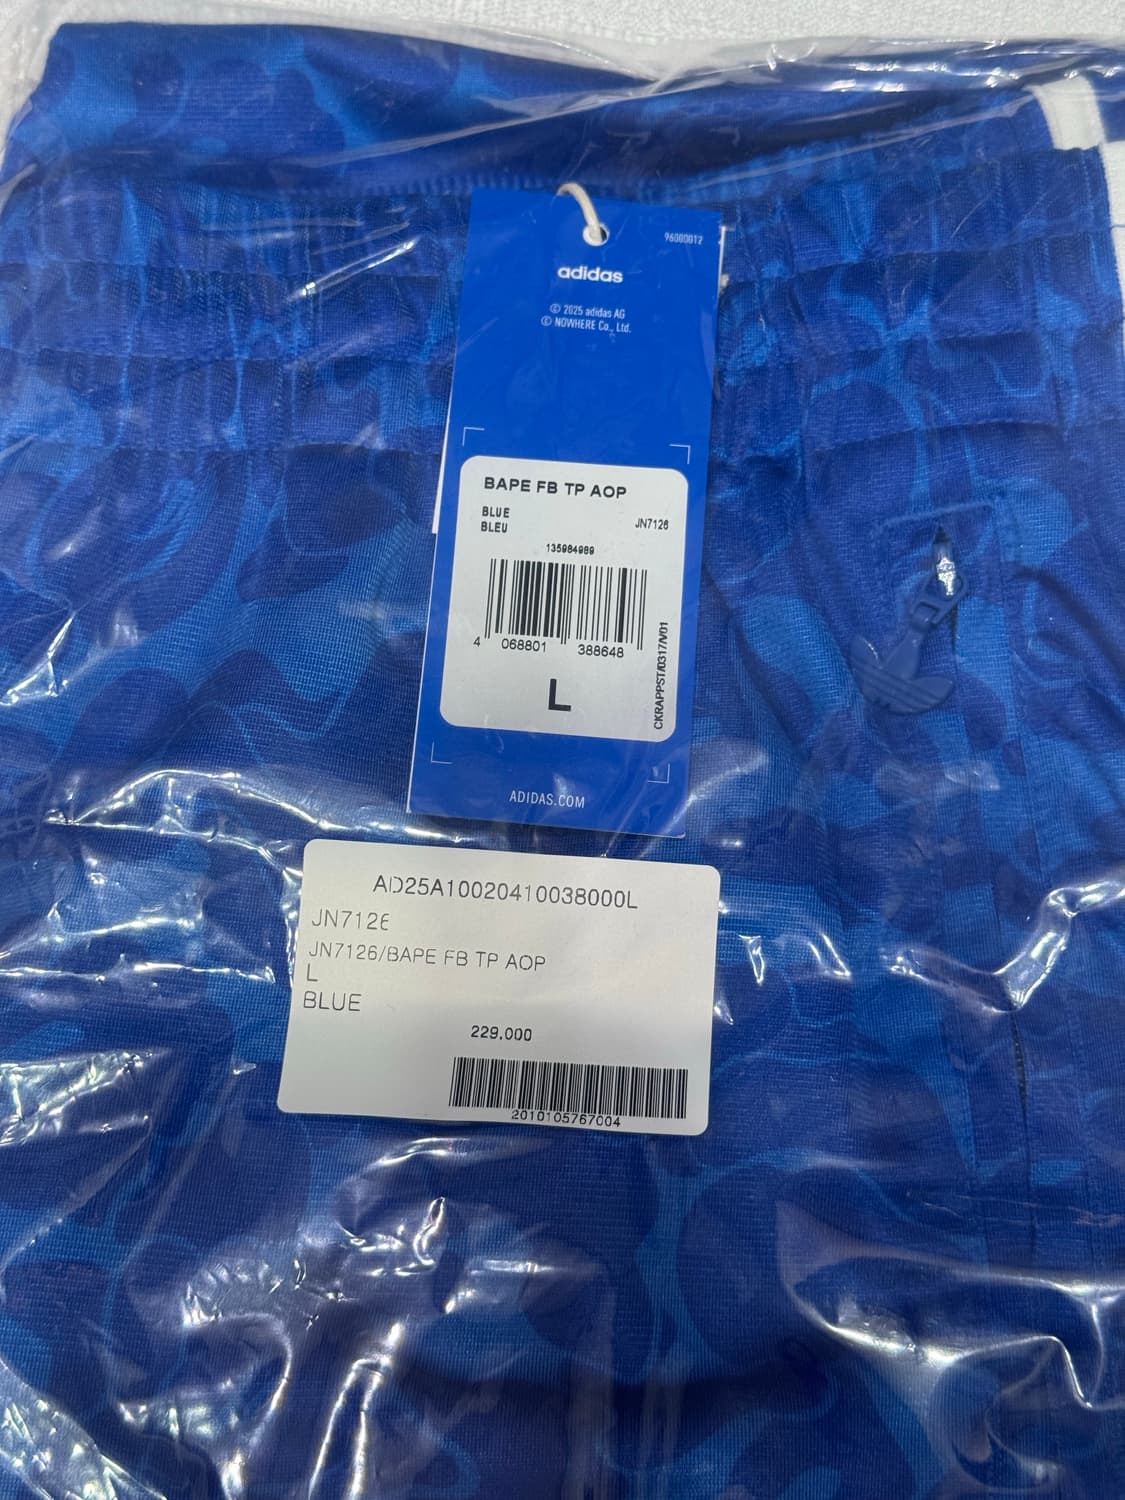 96000012
adidas
© 2025 adidas AG
© NOWHERE Co., Ltd.
BAPE FB TP AOP
BLUE
BLEU
JN7126
135984989
4 068801 388648
L
CKRAPPST/0317/V01
ADIDAS.COM
AD25A10020410038000L
JN7126
JN7126/BAPE FB TP AOP
L
BLUE
229,000
2010105767004